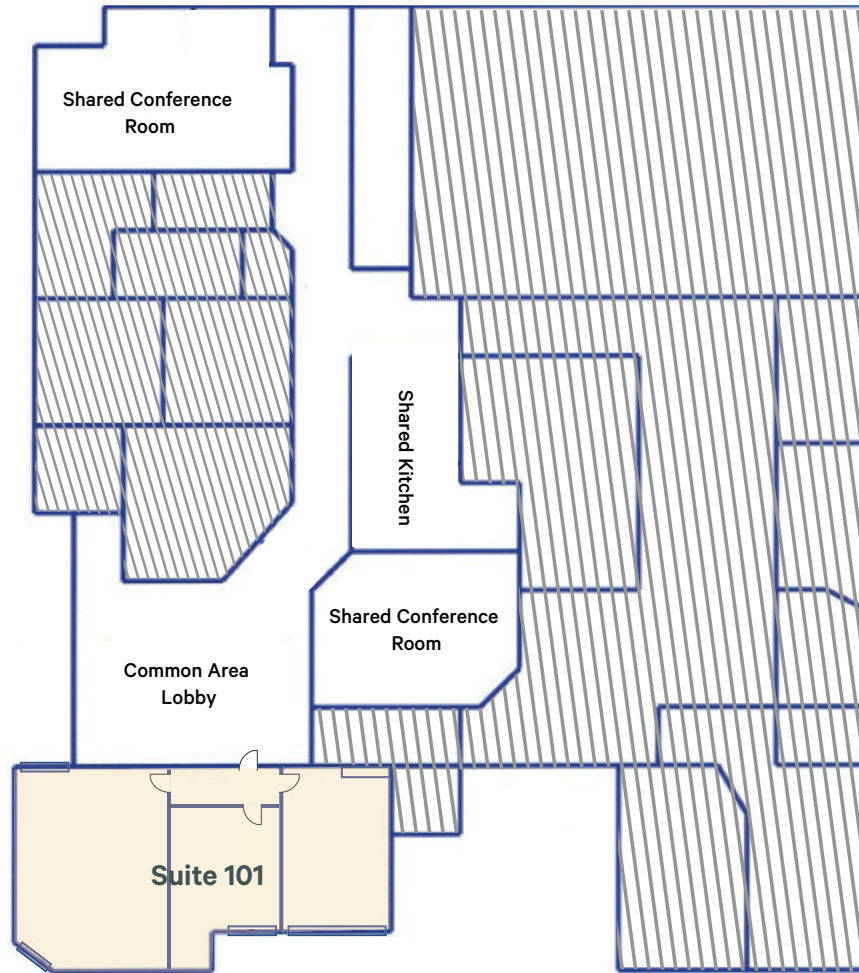 Shared Conference
Room
Shared Kitchen
Shared Conference
Room
Common Area
Lobby
Suite 101